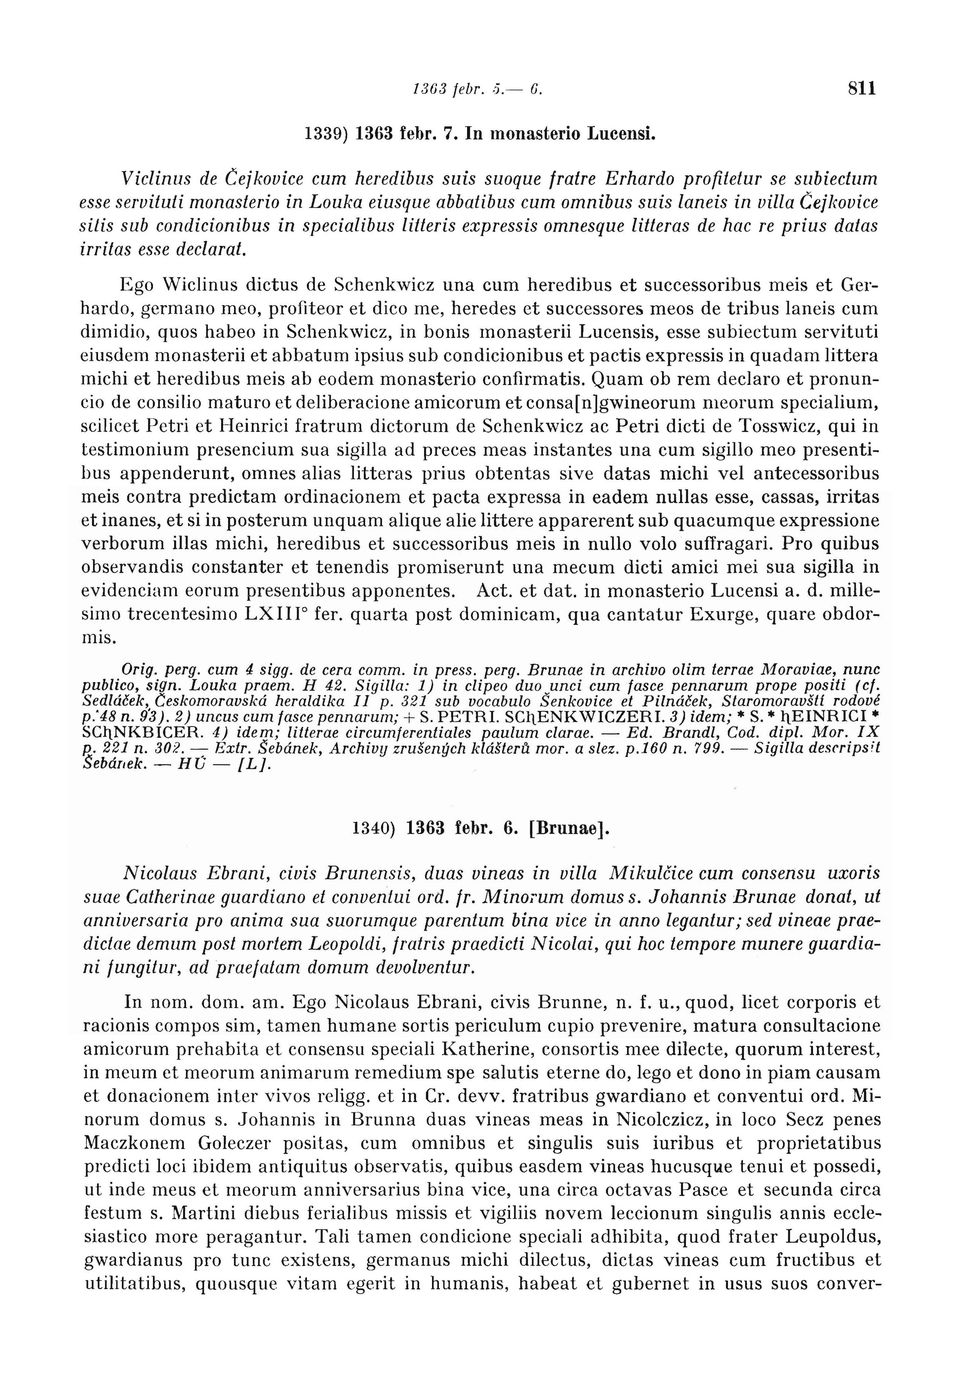 1363 febr. 5.— 6. 811
1339) 1363 febr. 7. In monasterio Lucensi.
Viclinus de Čejkovice cum heredibus suis suoque fratre Erhardo profitetur se subiectum
esse servituti monasterio in Louka eiusque abbatibus cum omnibus suis laneis in villa Čejkovice
sitis sub condicionibus in specialibus litteris expressis omnesque litteras de hac re prius datas
irritas esse declarat.
Ego Wiclinus dictus de Schenkwicz una cum heredibus et successoribus meis et Ger-
hardo, germano meo, profiteor et dico me, heredes et successores meos de tribus laneis cum
dimidio, quos habeo in Schenkwicz, in bonis monasterii Lucensis, esse subiectum servituti
eiusdem monasterii et abbatum ipsius sub condicionibus et pactis expressis in quadam littera
michi et heredibus meis ab eodem monasterio confirmatis. Quam ob rem declaro et pronun-
cio de consilio maturo et deliberacione amicorum et consa[n]gwineorum meorum specialium,
scilicet Petri et Heinrici fratrum dictorum de Schenkwicz ac Petri dicti de Tosswicz, qui in
testimonium presencium sua sigilla ad preces meas instantes una cum sigillo meo presenti-
bus appenderunt, omnes alias litteras prius obtentas sive datas michi vel antecessoribus
meis contra predictam ordinacionem et pacta expressa in eadem nullas esse, cassas, irritas
et inanes, et si in posterum unquam alique alie littere apparerent sub quacumque expressione
verborum illas michi, heredibus et successoribus meis in nullo volo suffragari. Pro quibus
observandis constanter et tenendis promiserunt una mecum dicti amici mei sua sigilla in
evidenciam eorum presentibus apponentes. Act. et dat. in monasterio Lucensi a. d. mille-
simo trecentesimo LXIII° fer. quarta post dominicam, qua cantatur Exurge, quare obdor-
mis.
Orig. perg. cum 4 sigg. de cera comm. in press. perg. Brunae in archivo olim terrae Moraviae, nunc
publico, sign. Louka praem. H 42. Sigilla: 1) in clipeo duo unci cum fasce pennarum prope positi (cf.
Sedláček, Českomoravská heraldika II p. 321 sub vocabulo Šenkovice et Pilnáček, Staromoravští rodové
p. 48 n. 93). 2) uncus cum fasce pennarum; + S. PETRI. SCHENKWICZERI. 3) idem; * S. * HEINRICI *
SCHNKBICER. 4) idem; litterae circumferentiales paulum clarae. — Ed. Brandl, Cod. dipl. Mor. IX
p. 221 n. 302. — Extr. Šebánek, Archivy zrušených klášterů mor. a slez. p.160 n. 799. — Sigilla descripsit
Šebánek. — HÚ — [L].
1340) 1363 febr. 6. [Brunae].
Nicolaus Ebrani, civis Brunensis, duas vineas in villa Mikulčice cum consensu uxoris
suae Catherinae guardiano et conventui ord. fr. Minorum domus s. Johannis Brunae donat, ut
anniversaria pro anima sua suorumque parentum bina vice in anno legantur; sed vineae prae-
dictae demum post mortem Leopoldi, fratris praedicti Nicolai, qui hoc tempore munere guardia-
ni fungitur, ad praefatam domum devolventur.
In nom. dom. am. Ego Nicolaus Ebrani, civis Brunne, n. f. u., quod, licet corporis et
racionis compos sim, tamen humane sortis periculum cupio prevenire, matura consultacione
amicorum prehabita et consensu speciali Katherine, consortis mee dilecte, quorum interest,
in meum et meorum animarum remedium spe salutis eterne do, lego et dono in piam causam
et donacionem inter vivos religg. et in Cr. devv. fratribus gwardiano et conventui ord. Mi-
norum domus s. Johannis in Brunna duas vineas meas in Nicolczicz, in loco Secz penes
Maczkonem Goleczer positas, cum omnibus et singulis suis iuribus et proprietatibus
predicti loci ibidem antiquitus observatis, quibus easdem vineas hucusque tenui et possedi,
ut inde meus et meorum anniversarius bina vice, una circa octavas Pasce et secunda circa
festum s. Martini diebus ferialibus missis et vigiliis novem leccionum singulis annis eccle-
siastico more peragantur. Tali tamen condicione speciali adhibita, quod frater Leupoldus,
gwardianus pro tunc existens, germanus michi dilectus, dictas vineas cum fructibus et
utilitatibus, quousque vitam egerit in humanis, habeat et gubernet in usus suos conver-